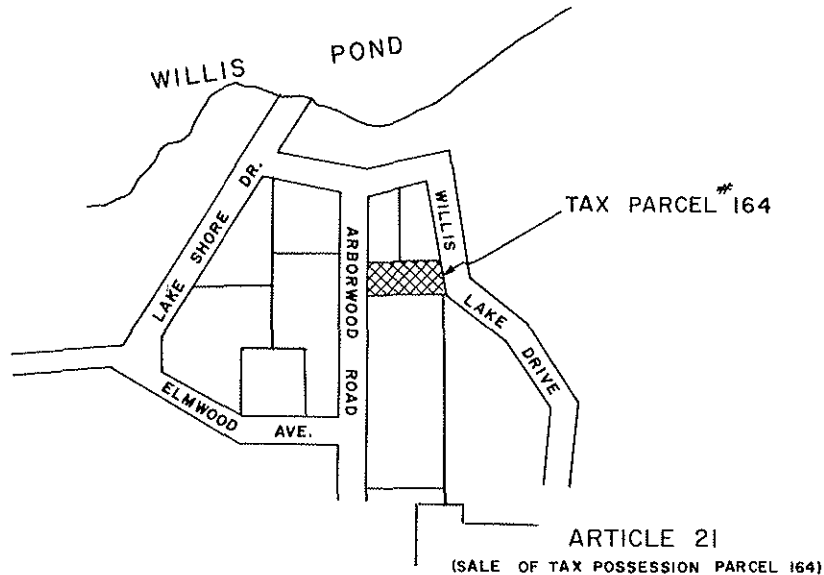 WILLIS POND
LAKE SHORE DR.
WILLIS
TAX PARCEL # 164
ARBORWOOD ROAD
LAKE DRIVE
ELMWOOD AVE.
ARTICLE 21
(SALE OF TAX POSSESSION PARCEL 164)